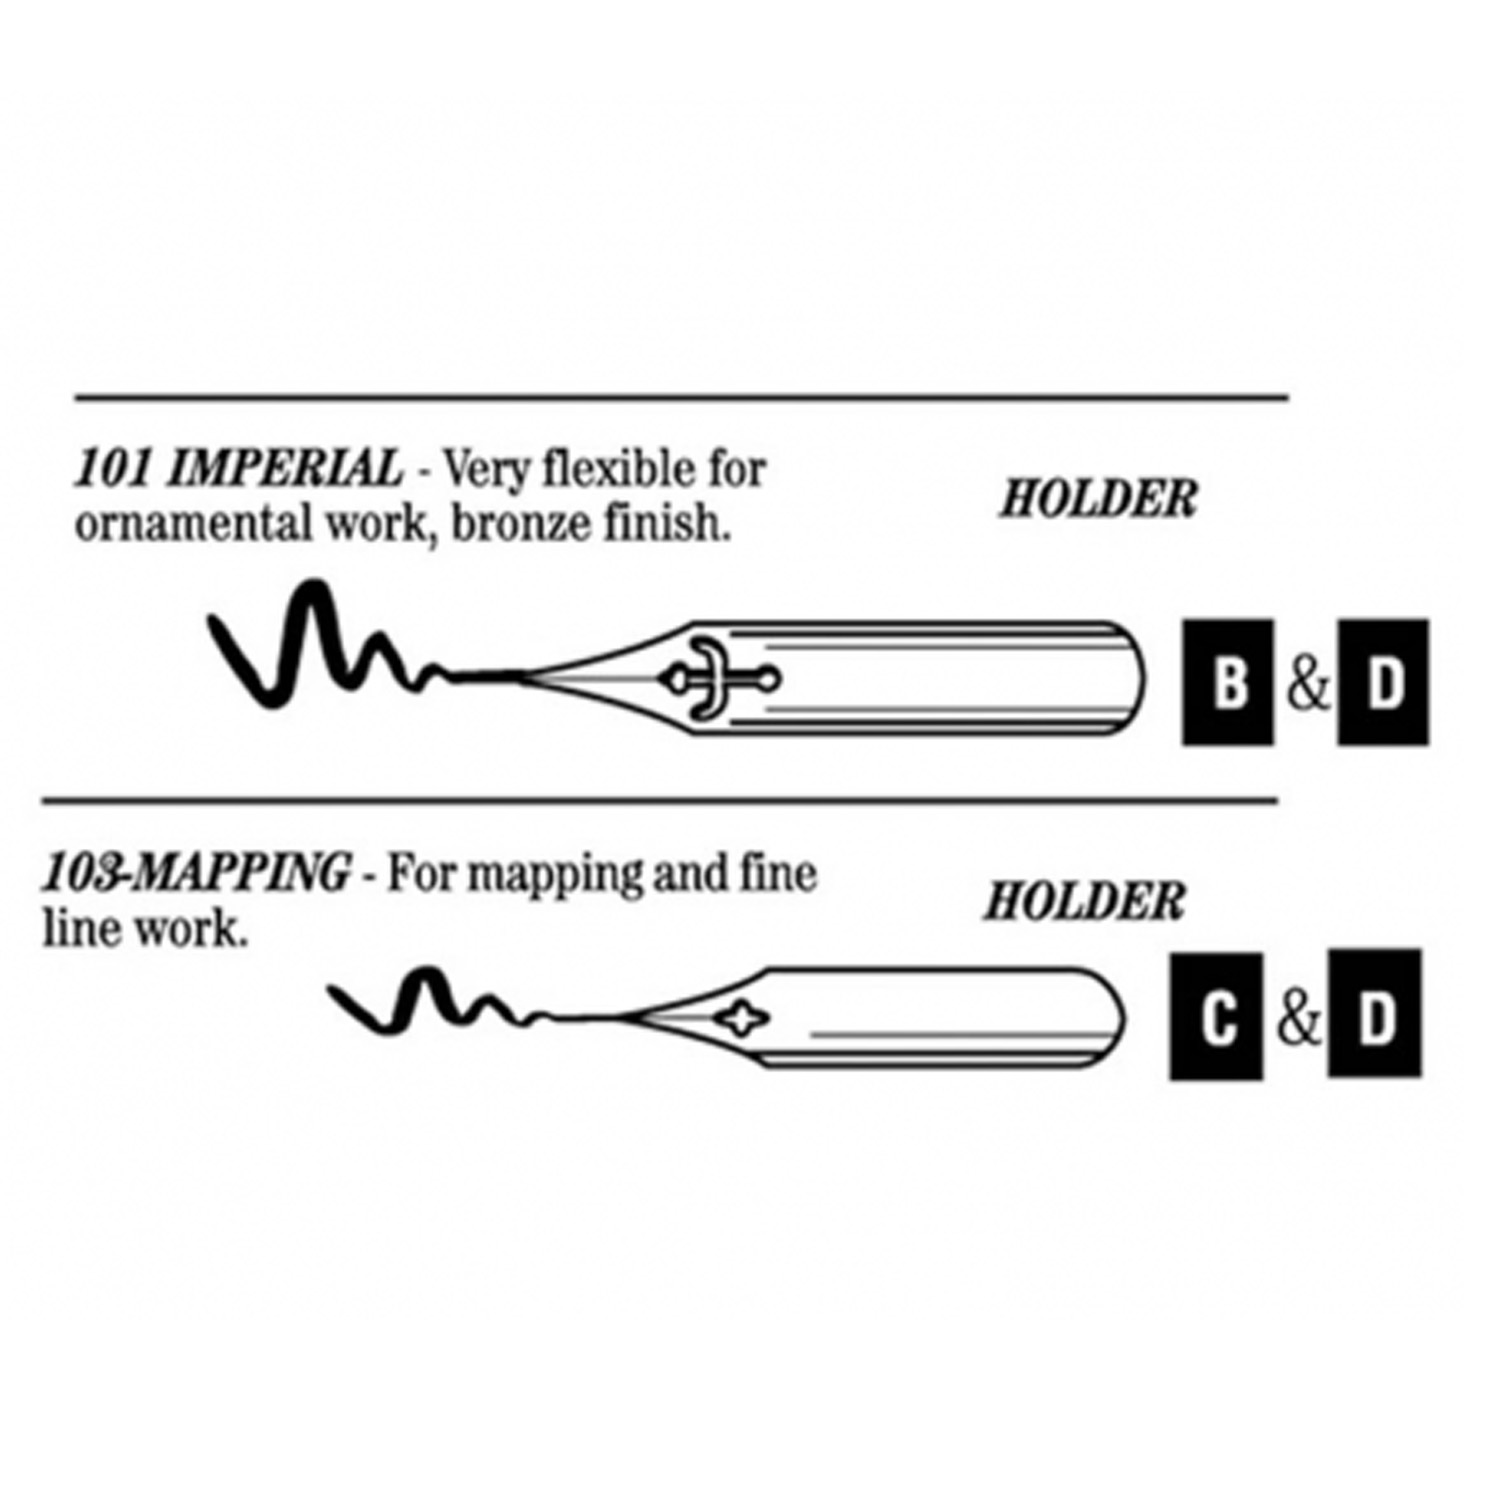 101 IMPERIAL - Very flexible for
ornamental work, bronze finish.
HOLDER
B & D
103-MAPPING - For mapping and fine
line work.
HOLDER
C & D